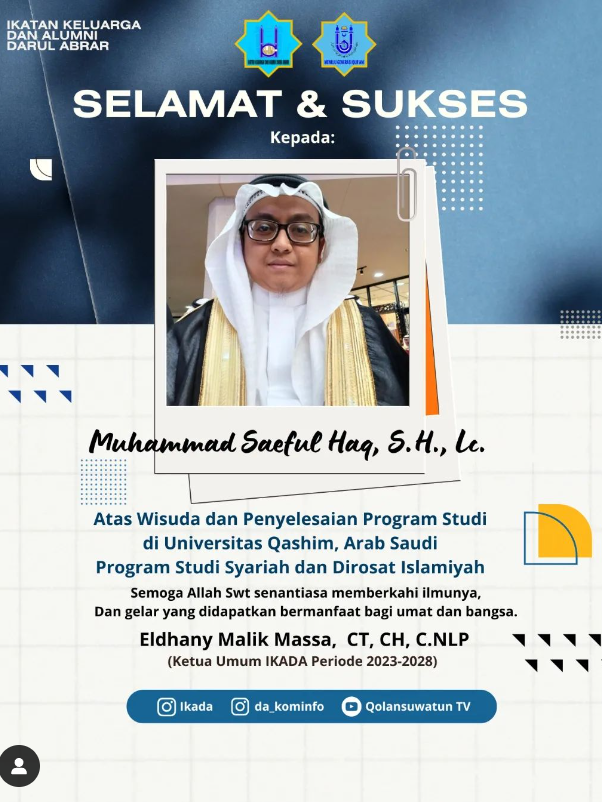 IKATAN KELUARGA
DAN ALUMNI
DARUL ABRAR
SELAMAT & SUKSES
Kepada:
Muhammad Saeful Haq, S.H., Lc.
Atas Wisuda dan Penyelesaian Program Studi
di Universitas Qashim, Arab Saudi
Program Studi Syariah dan Dirosat Islamiyah
Semoga Allah Swt senantiasa memberkahi ilmunya,
Dan gelar yang didapatkan bermanfaat bagi umat dan bangsa.
Eldhany Malik Massa, CT, CH, C.NLP
(Ketua Umum IKADA Periode 2023-2028)
Ikada da_kominfo Qolansuwatun TV